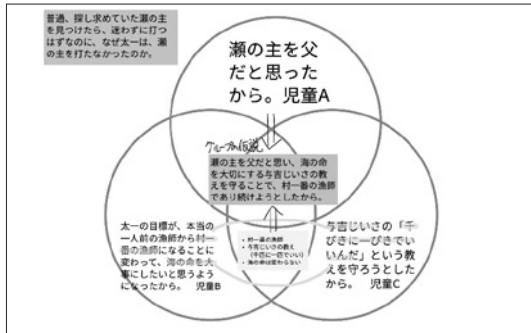 普通、探し求めていた瀬の主
を見つけたら、迷わずに打つ
はずなのに、なぜ太一は、瀬
の主を打たなかったのか。
瀬の主を父
だと思った
から。児童A
グループの仮説
瀬の主を父だと思い、海の命
を大切にする与吉じいさの教
えを守ることで、村一番の漁師
であり続けようとしたから。
太一の目標が、本当の
一人前の漁師から村一
番の漁師になることに
変わって、海の命を大
事にしたいと思うよう
になったから。 児童B
• 村一番の漁師
• 与吉じいさの教え
（千匹に一匹でいい）
• 海の命は変わらない
与吉じいさの「千
びきに一ぴきでい
いんだ」という教
えを守ろうとした
から。 児童C